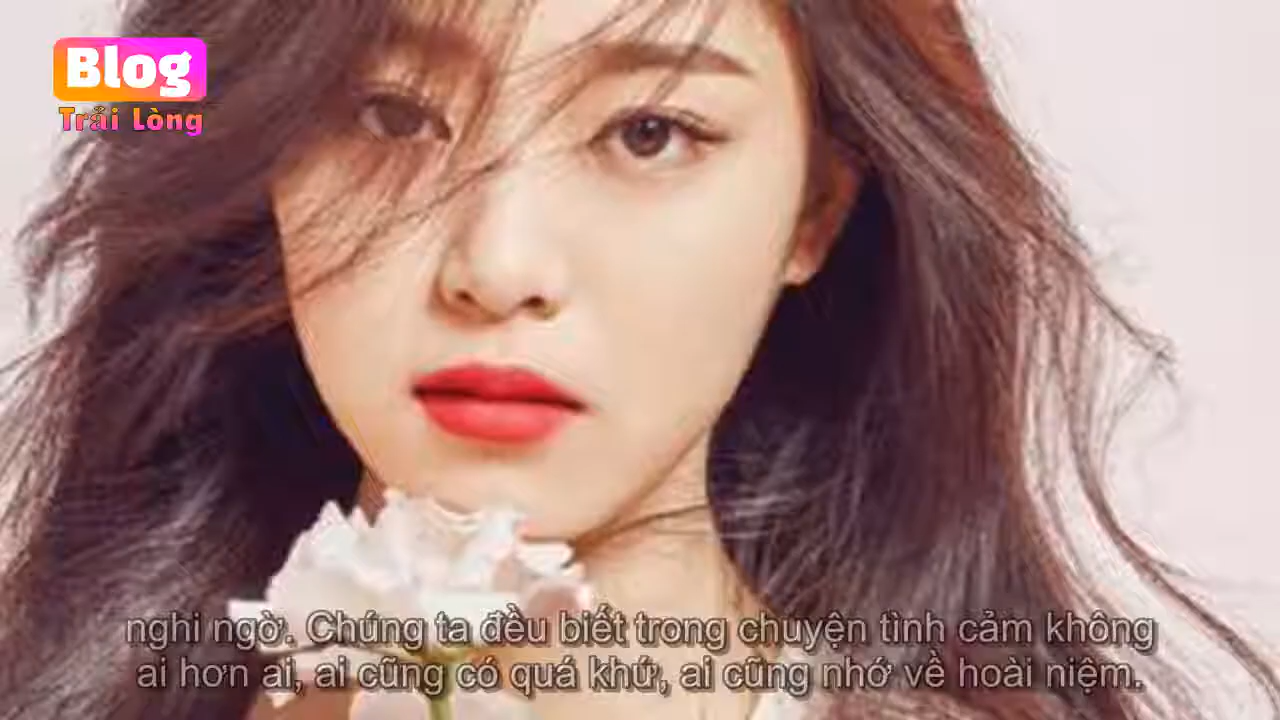 Blog
Trải Lòng
nghi ngờ. Chúng ta đều biết trong chuyện tình cảm không
ai hơn ai, ai cũng có quá khứ, ai cũng nhớ về hoài niệm.